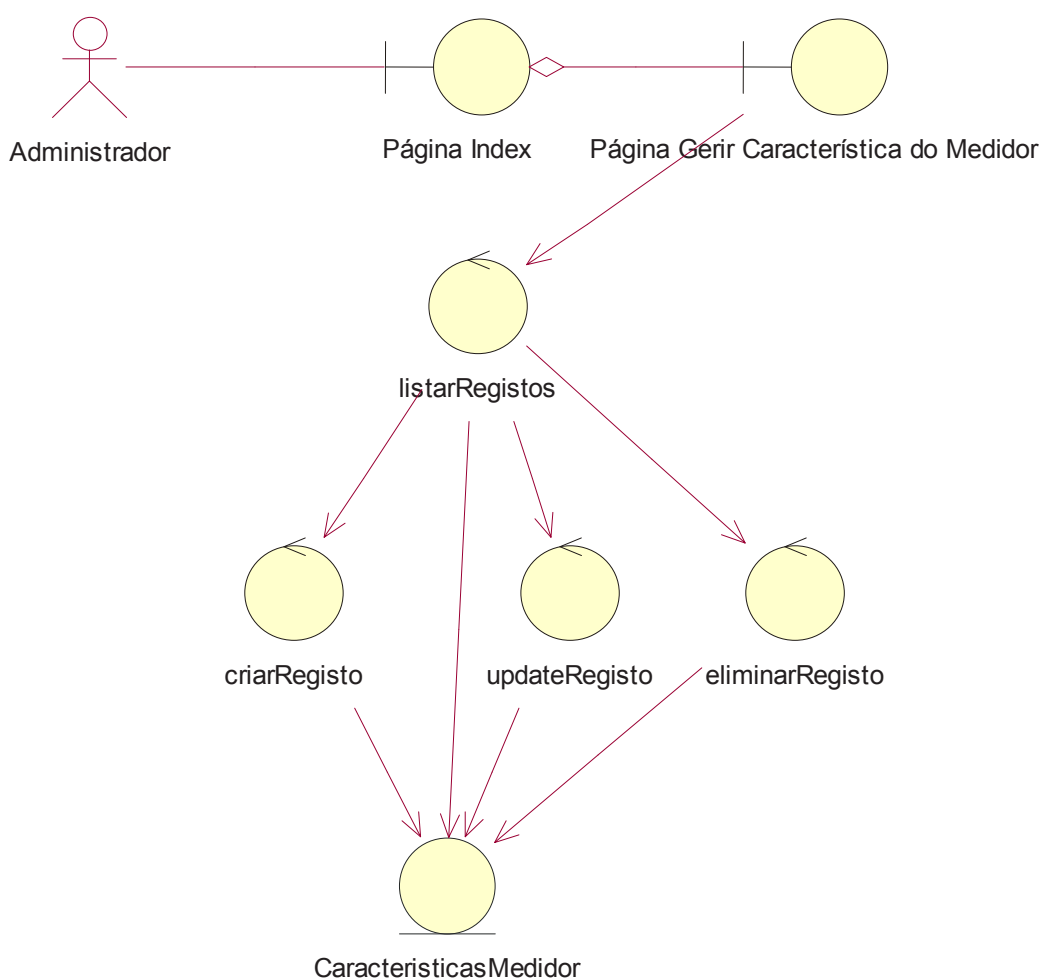 Administrador
Página Index
Página Gerir Característica do Medidor
listarRegistos
criarRegisto
updateRegisto
eliminarRegisto
CaracteristicasMedidor